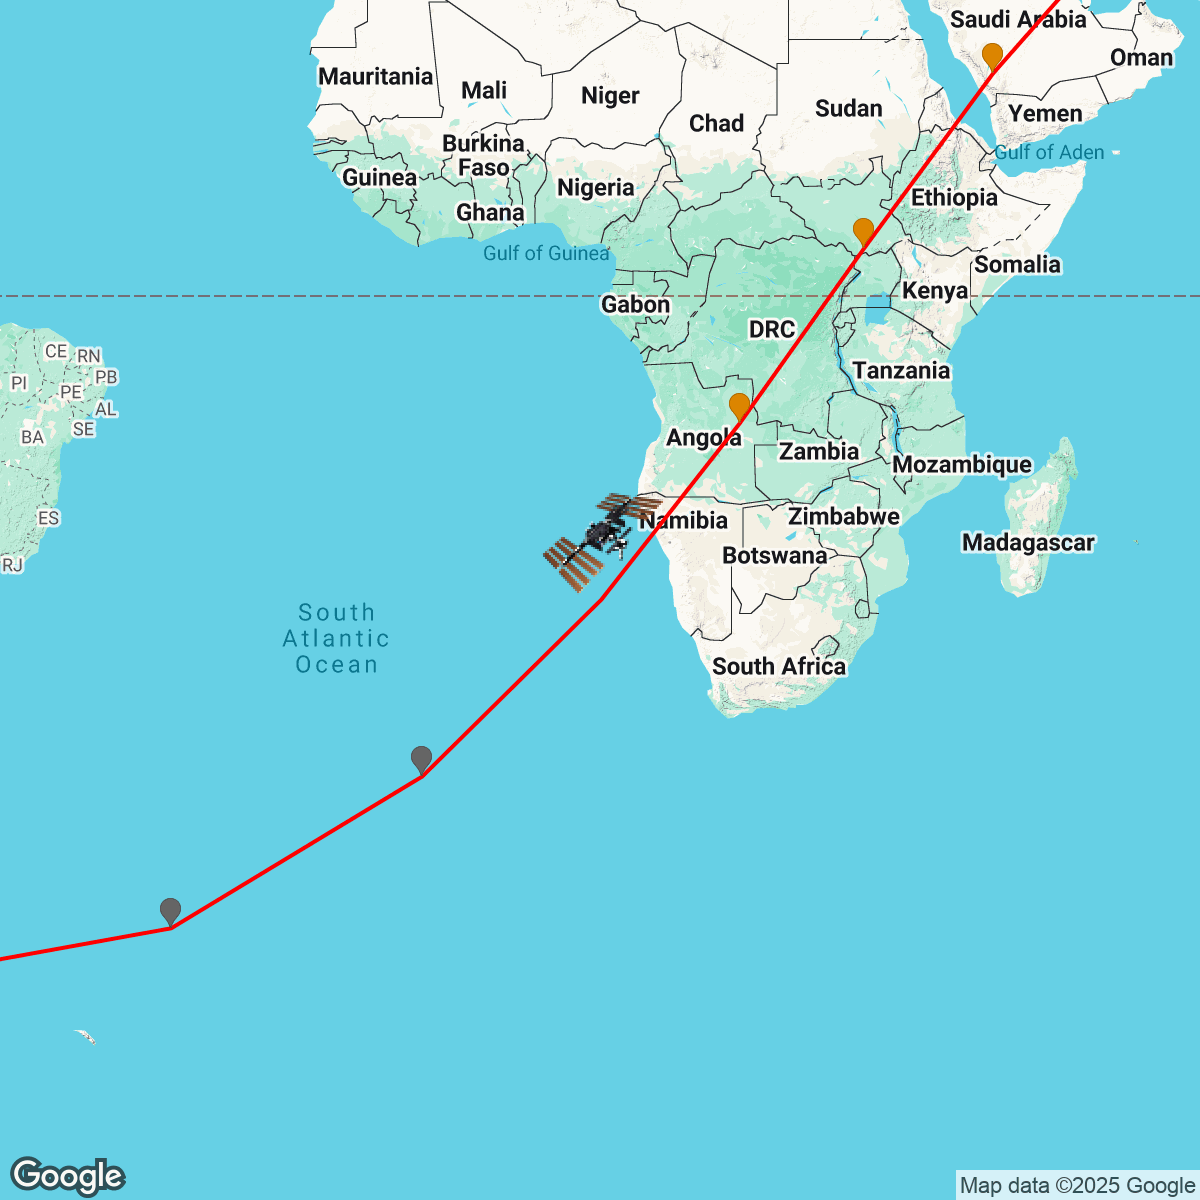 Saudi Arabia
Oman
Mauritania
Mali
Niger
Chad
Sudan
Yemen
Burkina
Faso
Gulf of Aden
Guinea
Nigeria
Ethiopia
Ghana
Gulf of Guinea
Somalia
Gabon
Kenya
DRC
CE
RN
PI
PE
PB
Tanzania
AL
SE
BA
Angola
Zambia
Mozambique
ES
Namibia
Zimbabwe
Madagascar
Botswana
RJ
South
Atlantic
Ocean
South Africa
Google
Map data ©2025 Google